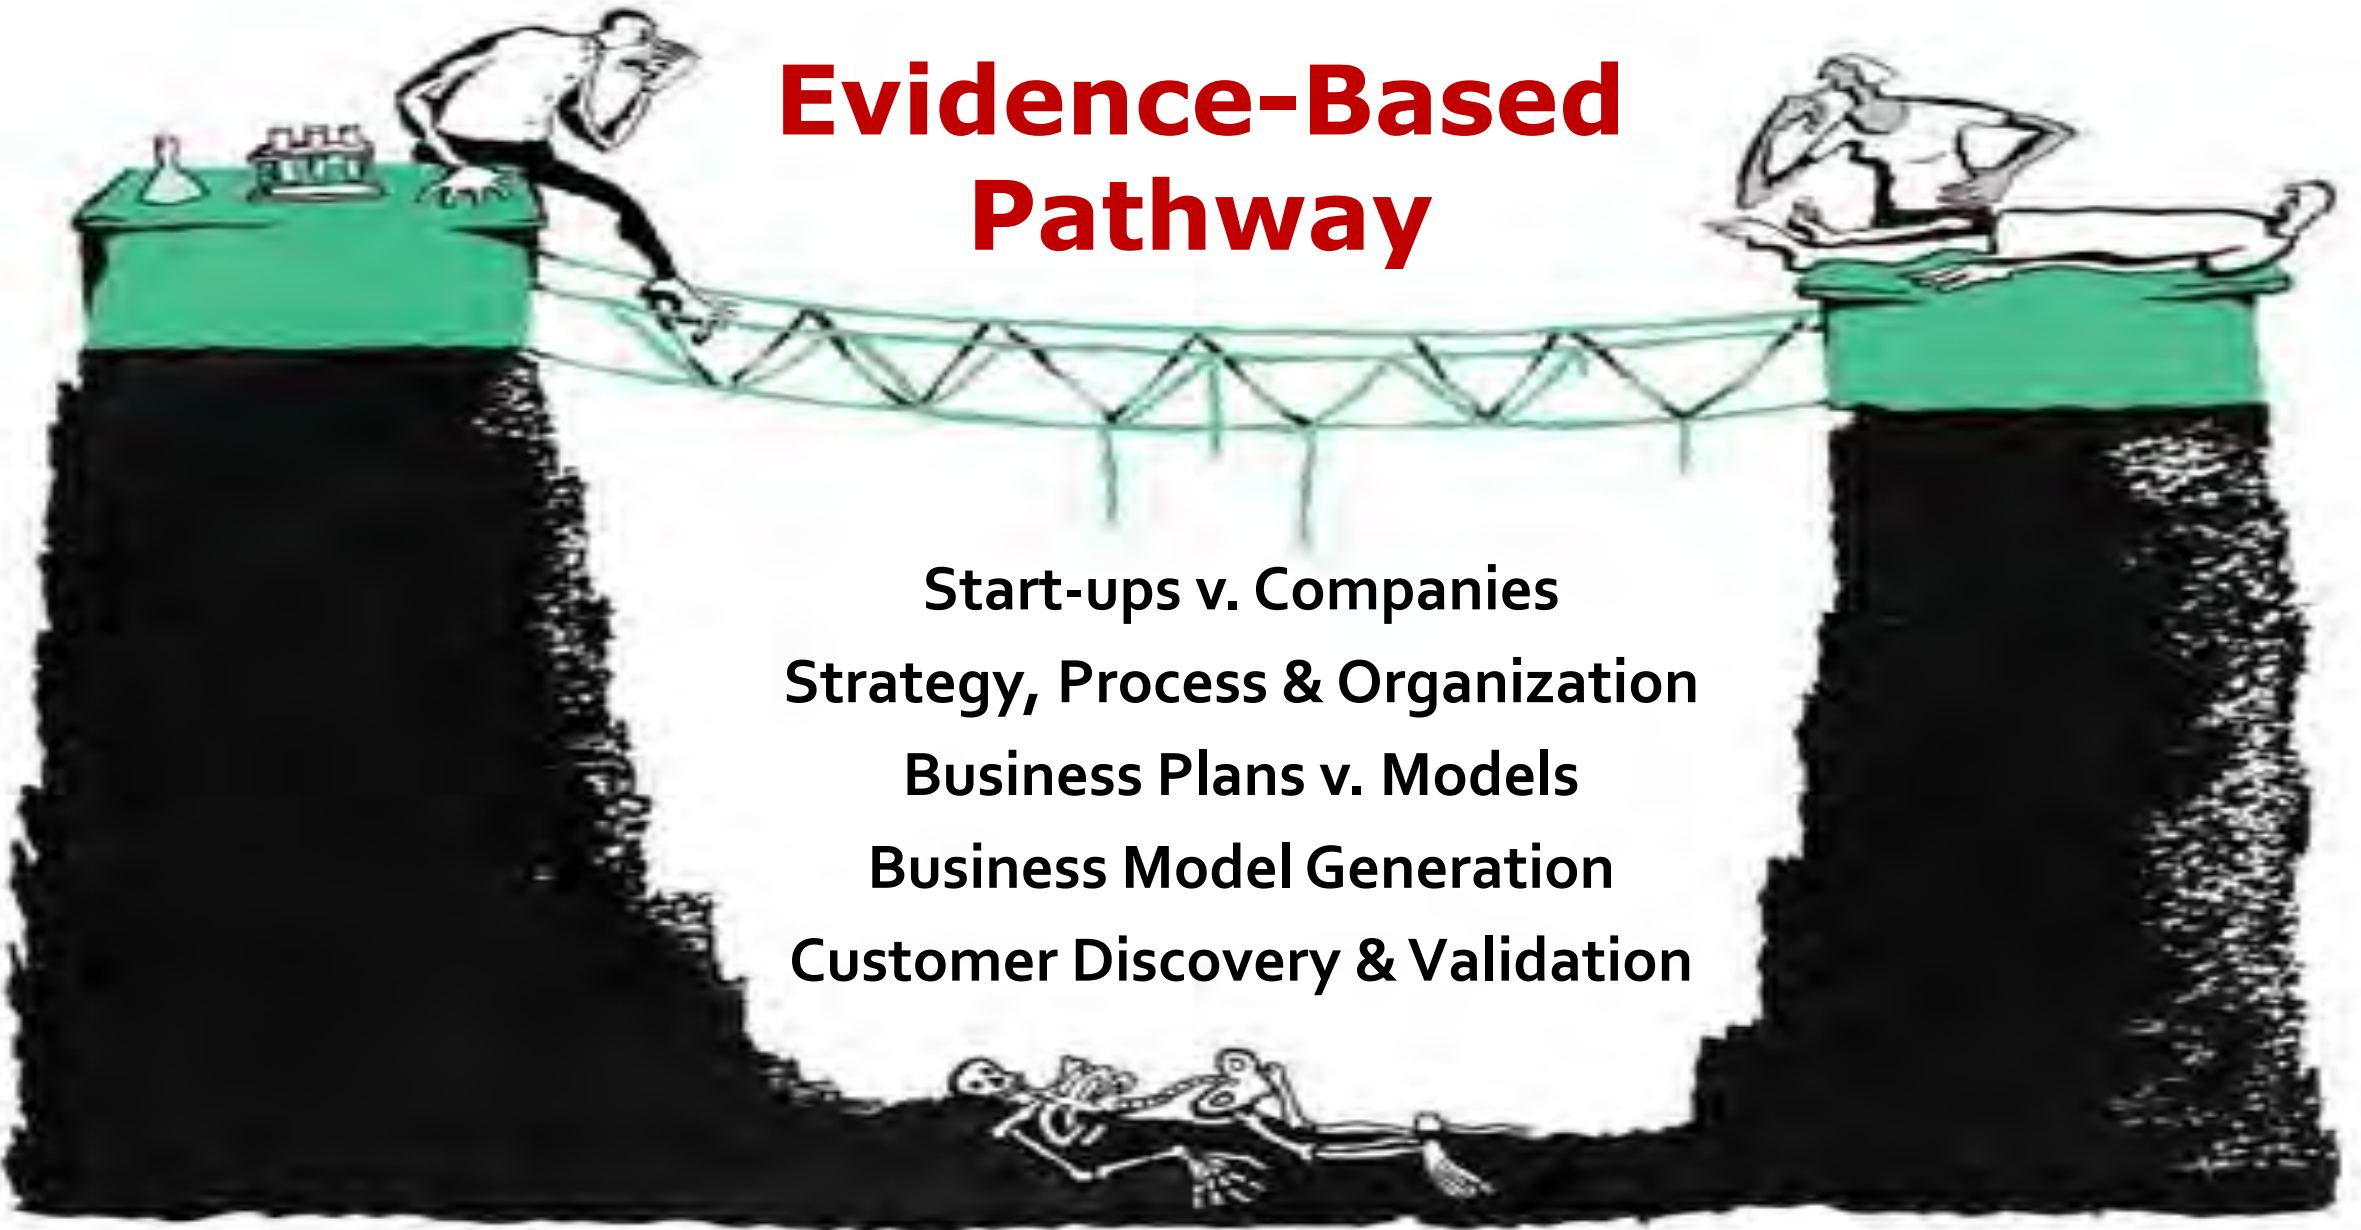 Evidence-Based
Pathway
Start-ups v. Companies
Strategy, Process & Organization
Business Plans v. Models
Business Model Generation
Customer Discovery & Validation